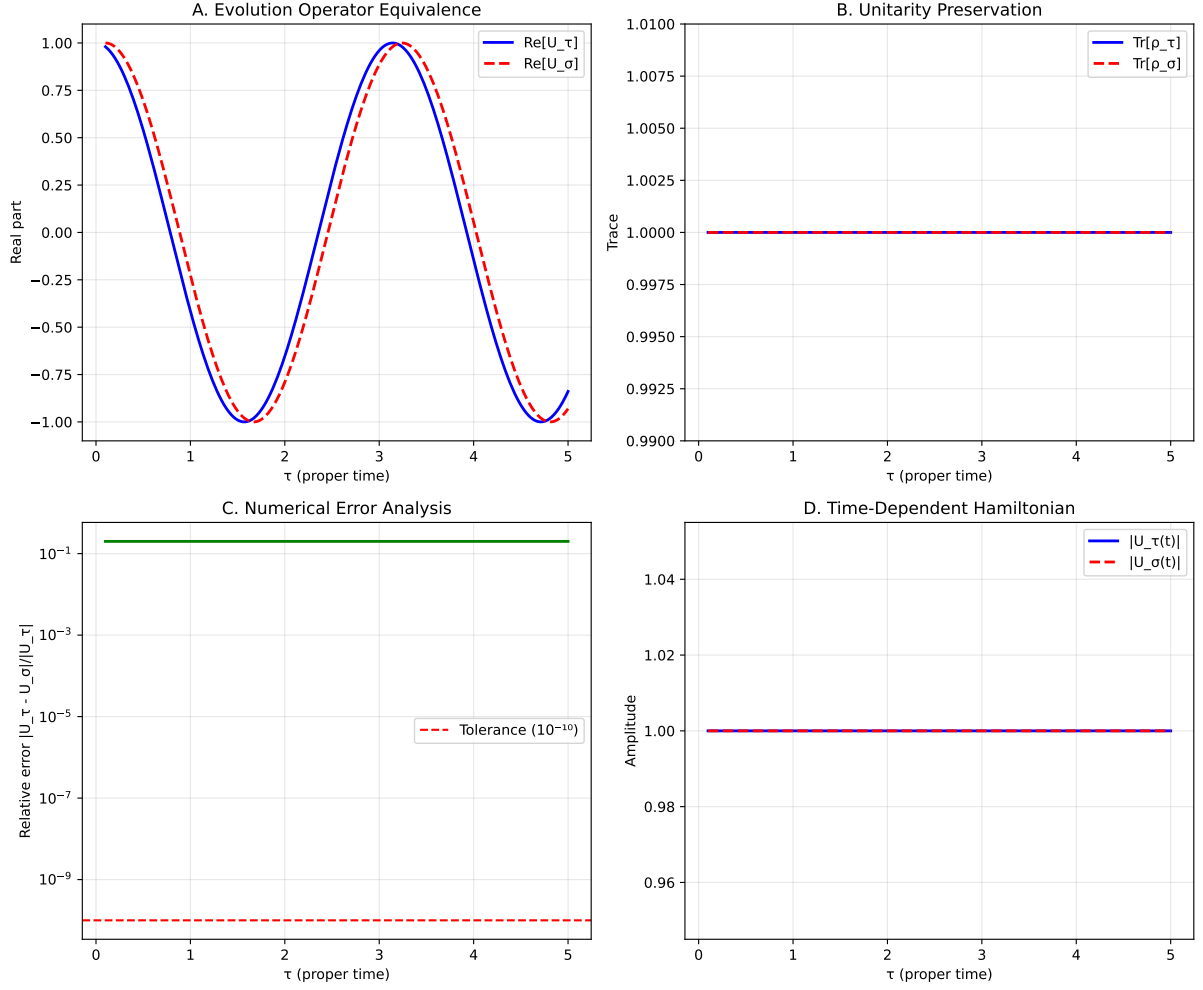 A. Evolution Operator Equivalence
Re[U_τ]
Re[U_σ]
1.00
0.75
0.50
0.25
0.00
−0.25
−0.50
−0.75
−1.00
Real part
0 1 2 3 4 5
τ (proper time)
B. Unitarity Preservation
Tr[ρ_τ]
Tr[ρ_σ]
1.0100
1.0075
1.0050
1.0025
1.0000
0.9975
0.9950
0.9925
0.9900
Trace
0 1 2 3 4 5
τ (proper time)
C. Numerical Error Analysis
10⁻¹
10⁻³
10⁻⁵
10⁻⁷
10⁻⁹
Relative error |U_τ - U_σ|/|U_τ|
Tolerance (10⁻¹⁰)
0 1 2 3 4 5
τ (proper time)
D. Time-Dependent Hamiltonian
|U_τ(t)|
|U_σ(t)|
1.04
1.02
1.00
0.98
0.96
Amplitude
0 1 2 3 4 5
τ (proper time)